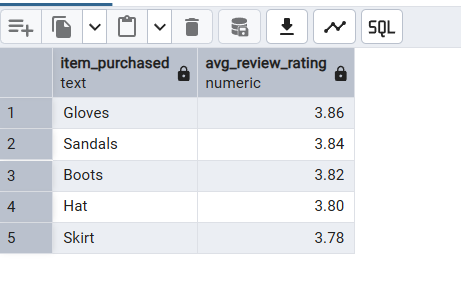 SQL
item_purchased avg_review_rating
text numeric
1 Gloves 3.86
2 Sandals 3.84
3 Boots 3.82
4 Hat 3.80
5 Skirt 3.78